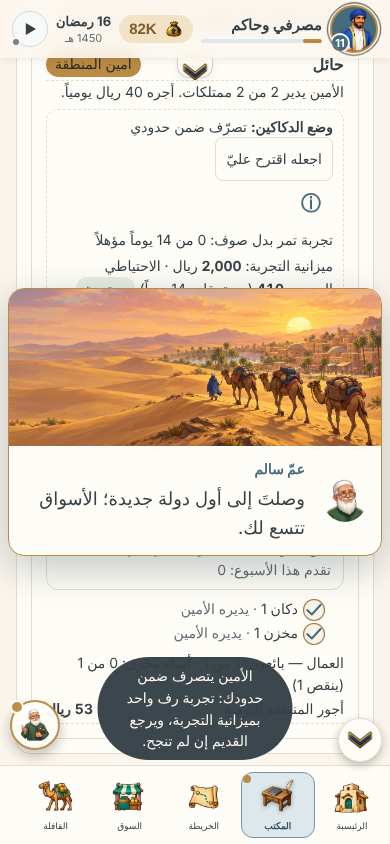 مصرفي وحاكم
11
82K
16 رمضان
1450 هـ
حائل
أمين المنطقة
الأمين يدير 2 من 2 ممتلكات. أجره 40 ريال يومياً.
وضع الدكاكين: تصرّف ضمن حدودي
اجعله اقترح عليّ
تجربة تمر بدل صوف: 0 من 14 يوماً مؤهلاً
ميزانية التجربة: 2,000 ريال · الاحتياطي
عمّ سالم
وصلتَ إلى أول دولة جديدة؛ الأسواق
تتسع لك.
تقدم هذا الأسبوع: 0
دكان 1 · يديره الأمين
مخزن 1 · يديره الأمين
العمال —
0 من 1
(ينقص 1)
أجور
53 ريال
الأمين يتصرف ضمن
حدودك: تجربة رف واحد
بميزانية التجربة، ويرجع
القديم إن لم تنجح.
الرئيسية
المكتب
الخريطة
السوق
القافلة